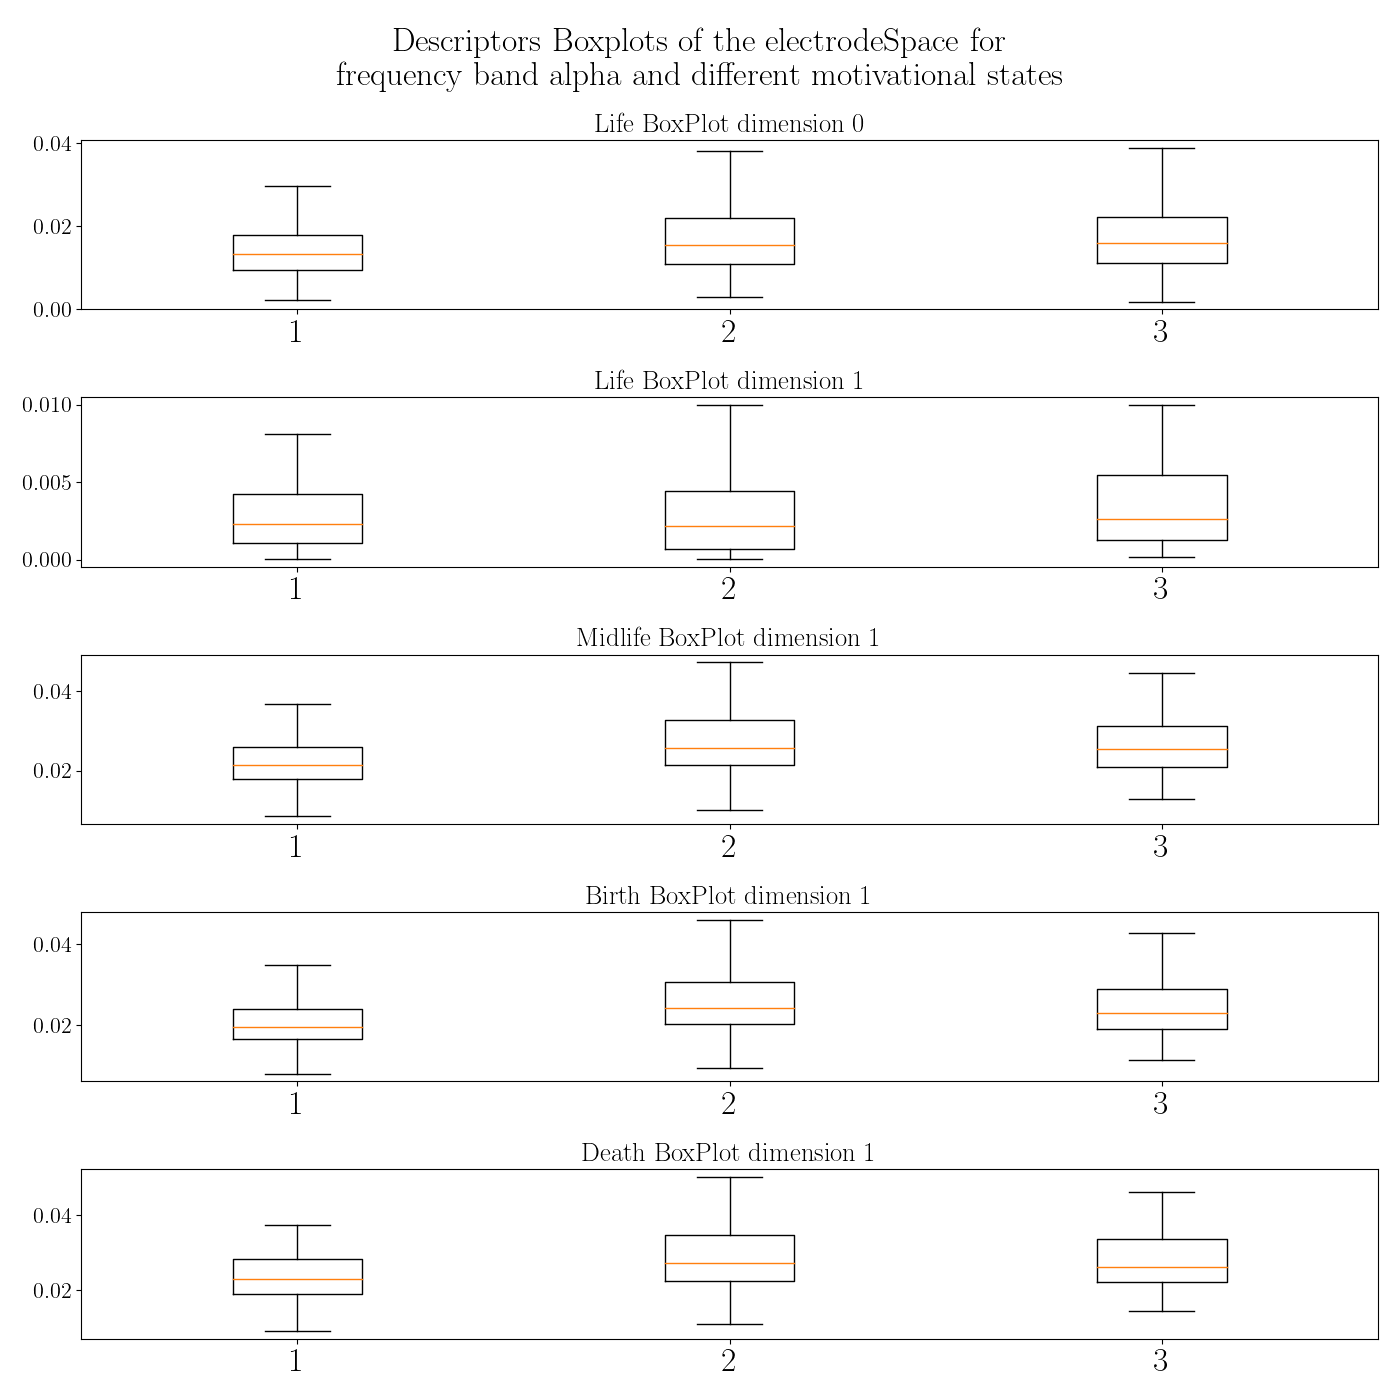 Descriptors Boxplots of the electrodeSpace for
frequency band alpha and different motivational states
Life BoxPlot dimension 0
0.04
0.02
0.00
1 2 3
Life BoxPlot dimension 1
0.010
0.005
0.000
1 2 3
Midlife BoxPlot dimension 1
0.04
0.02
1 2 3
Birth BoxPlot dimension 1
0.04
0.02
1 2 3
Death BoxPlot dimension 1
0.04
0.02
1 2 3